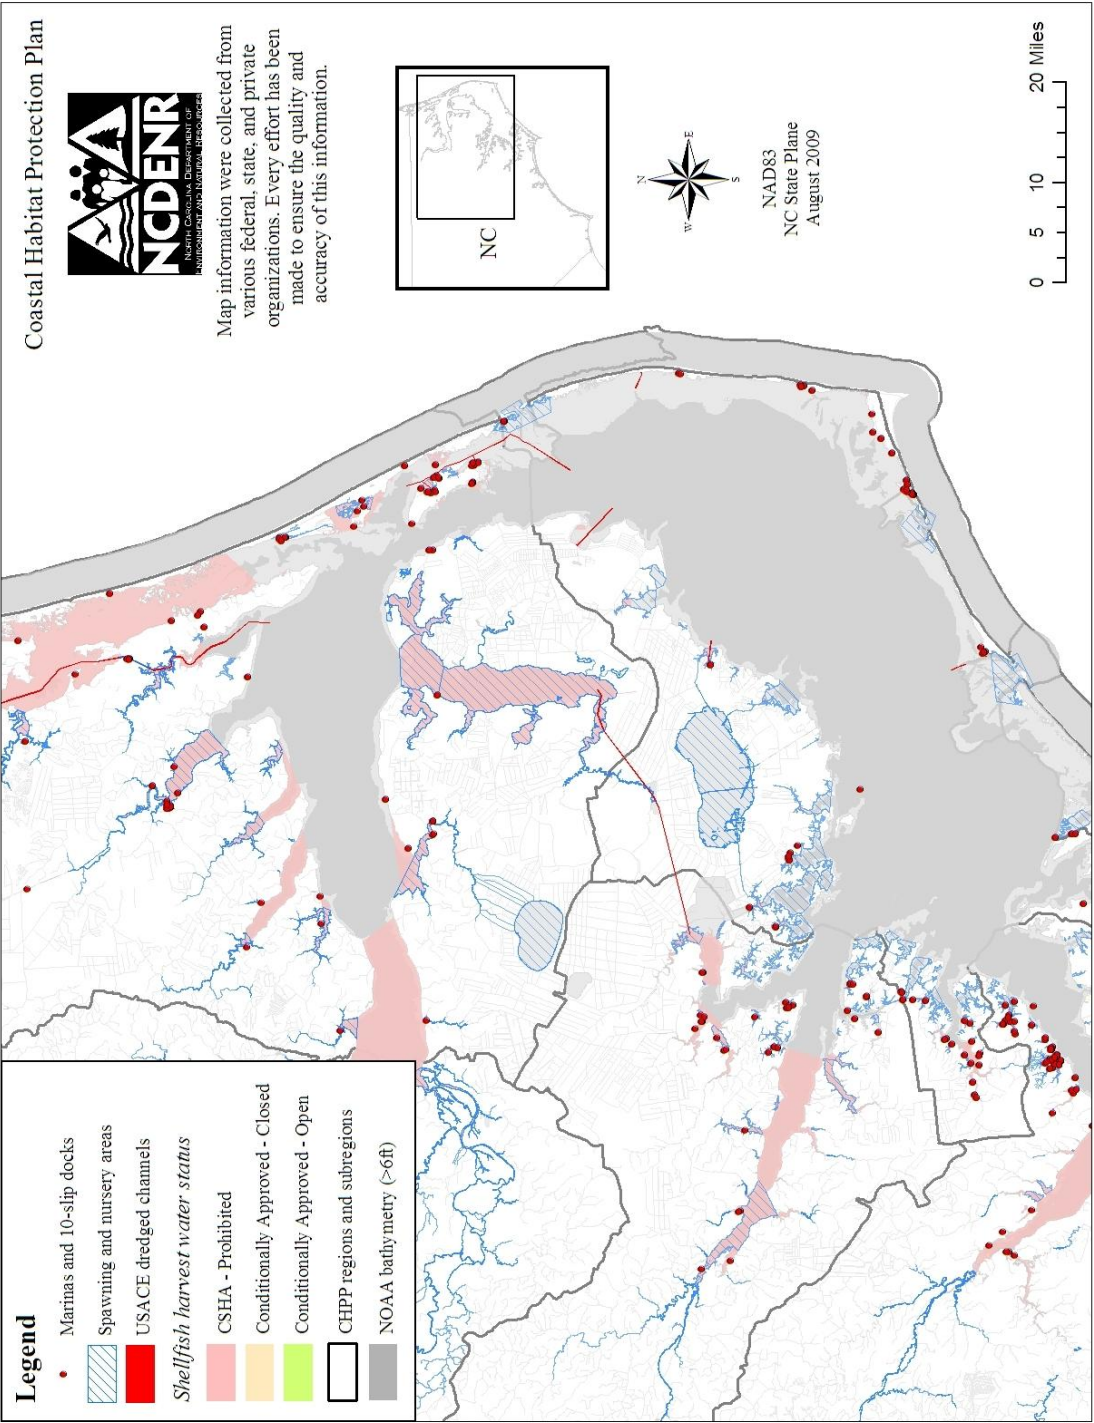 Coastal Habitat Protection Plan
NCDENR
NORTH CAROLINA DEPARTMENT OF
ENVIRONMENT AND NATURAL RESOURCES
Map information were collected from
various federal, state, and private
organizations. Every effort has been
made to ensure the quality and
accuracy of this information.
NC
N
W
E
S
NAD83
NC State Plane
August 2009
0 5 10 20 Miles
Legend
Marinas and 10-slip docks
Spawning and nursery areas
USACE dredged channels
Shellfish harvest water status
CSHA - Prohibited
Conditionally Approved - Closed
Conditionally Approved - Open
CHPP regions and subregions
NOAA bathymetry (>6ft)